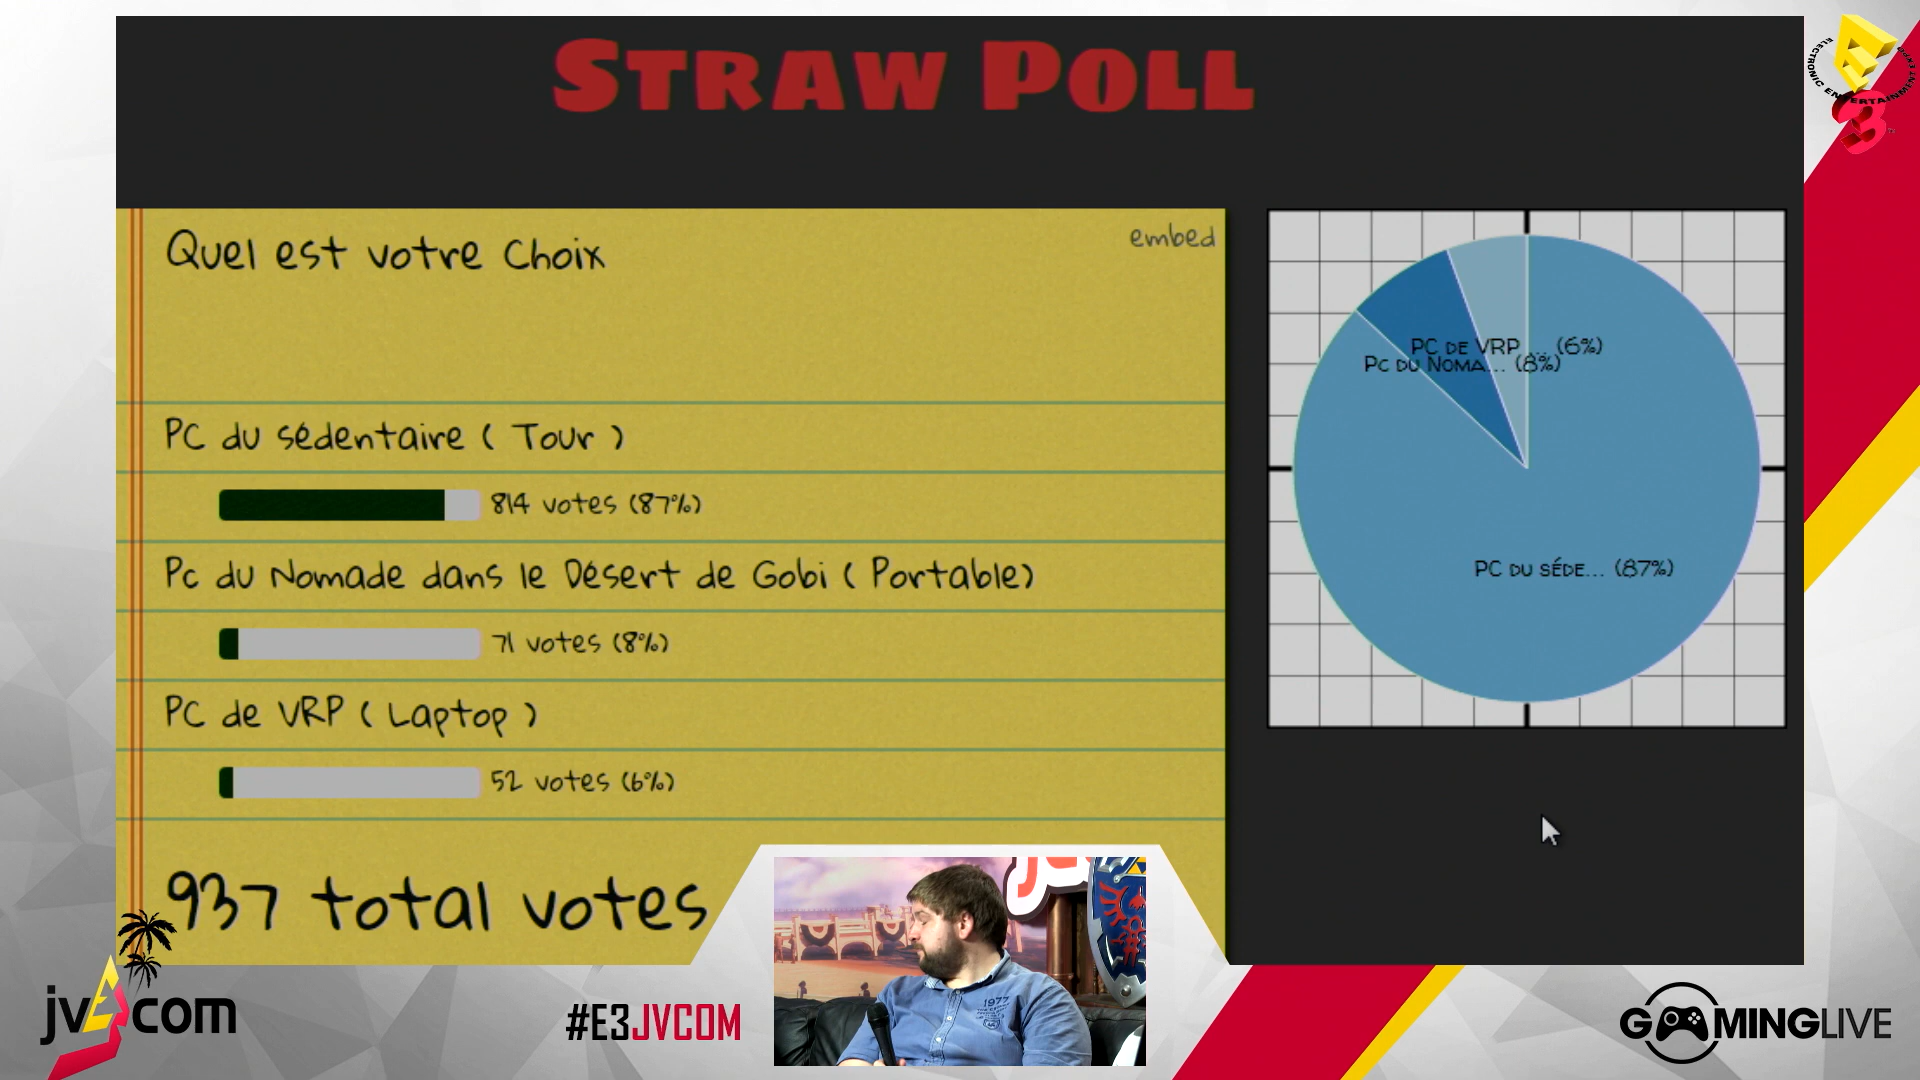 STRAW POLL
Quel est votre Choix
embed
PC du sédentaire ( Tour )
814 votes (87%)
Pc du Nomade dans le Désert de Gobi ( Portable)
71 votes (8%)
PC de VRP ( Laptop )
52 votes (6%)
937 total votes
PC DE VRP ... (6%)
PC DU NOMA... (8%)
PC DU SÉDE... (87%)
E3
jv com
#E3JVCOM
1977
GAMINGLIVE